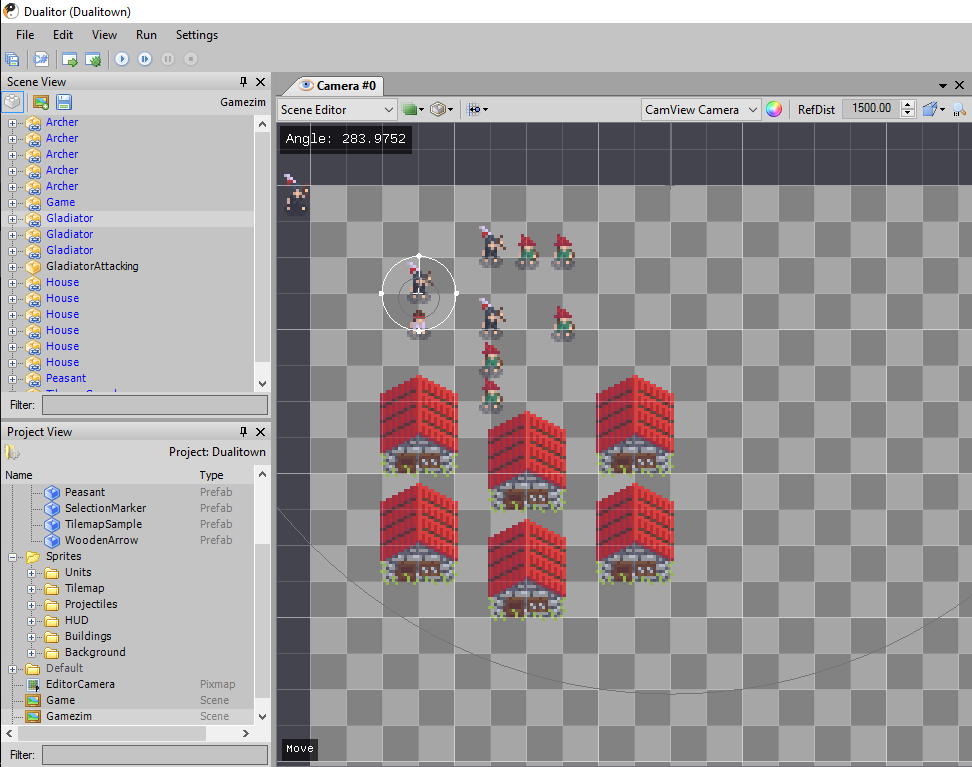 Dualitor (Dualitown)
File Edit View Run Settings
Scene View
Gamezim
Archer
Archer
Archer
Archer
Archer
Game
Gladiator
Gladiator
Gladiator
GladiatorAttacking
House
House
House
House
House
House
Peasant
Filter:
Project View
Project: Dualitown
Name Type
Peasant Prefab
SelectionMarker Prefab
TilemapSample Prefab
WoodenArrow Prefab
Sprites
Units
Tilemap
Projectiles
HUD
Buildings
Background
Default
EditorCamera Pixmap
Game Scene
Gamezim Scene
Filter:
Camera #0
Scene Editor CamView Camera RefDist 1500.00
Angle: 283.9752
Move